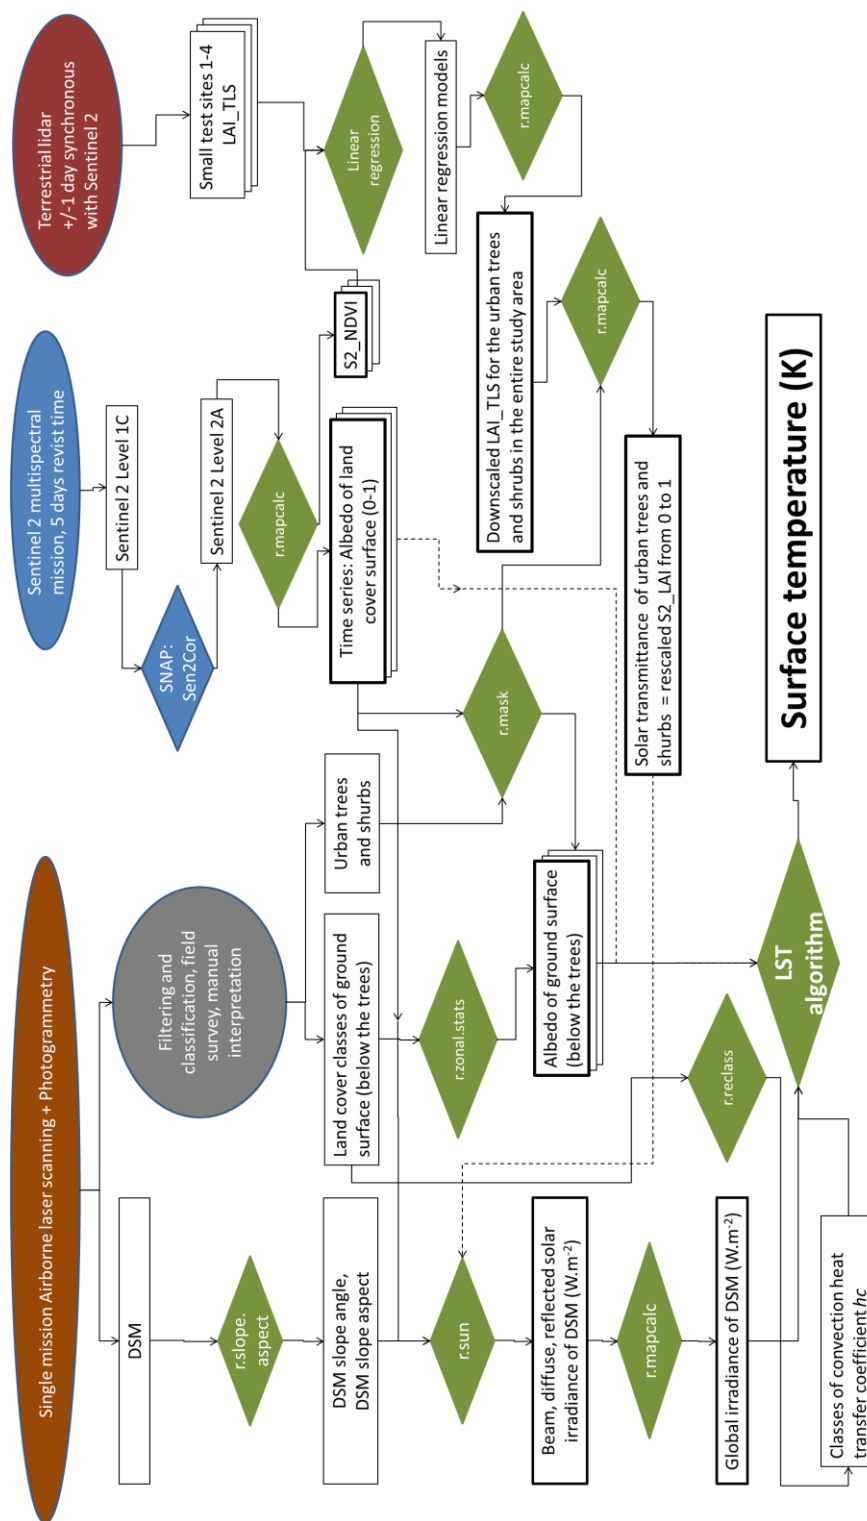 Single mission Airborne laser scanning + Photogrammetry
Sentinel 2 multispectral
mission, 5 days revist time
Terrestrial lidar
+/-1 day synchronous
with Sentinel 2
DSM
Filtering and
classification, field
survey, manual
interpretation
Sentinel 2 Level 1C
SNAP:
Sen2Cor
Sentinel 2 Level 2A
Small test sites 1-4
LAI_TLS
r.slope.
aspect
r.mapcalc
DSM slope angle,
DSM slope aspect
Land cover classes of ground
surface (below the trees)
Urban trees
and shurbs
Time series: Albedo of land
cover surface (0-1)
S2_NDVI
Linear
regression
Linear regression models
r.sun
r.zonal.stats
r.mask
Downscaled LAI_TLS for the urban trees
and shrubs in the entire study area
r.mapcalc
Beam, diffuse, reflected solar
irradiance of DSM (W.m-2)
Albedo of ground surface
(below the trees)
r.mapcalc
r.mapcalc
r.reclass
Solar transmittance of urban trees and
shurbs = rescaled S2_LAI from 0 to 1
Global irradiance of DSM (W.m-2)
LST
algorithm
Surface temperature (K)
Classes of convection heat
transfer coefficient hc